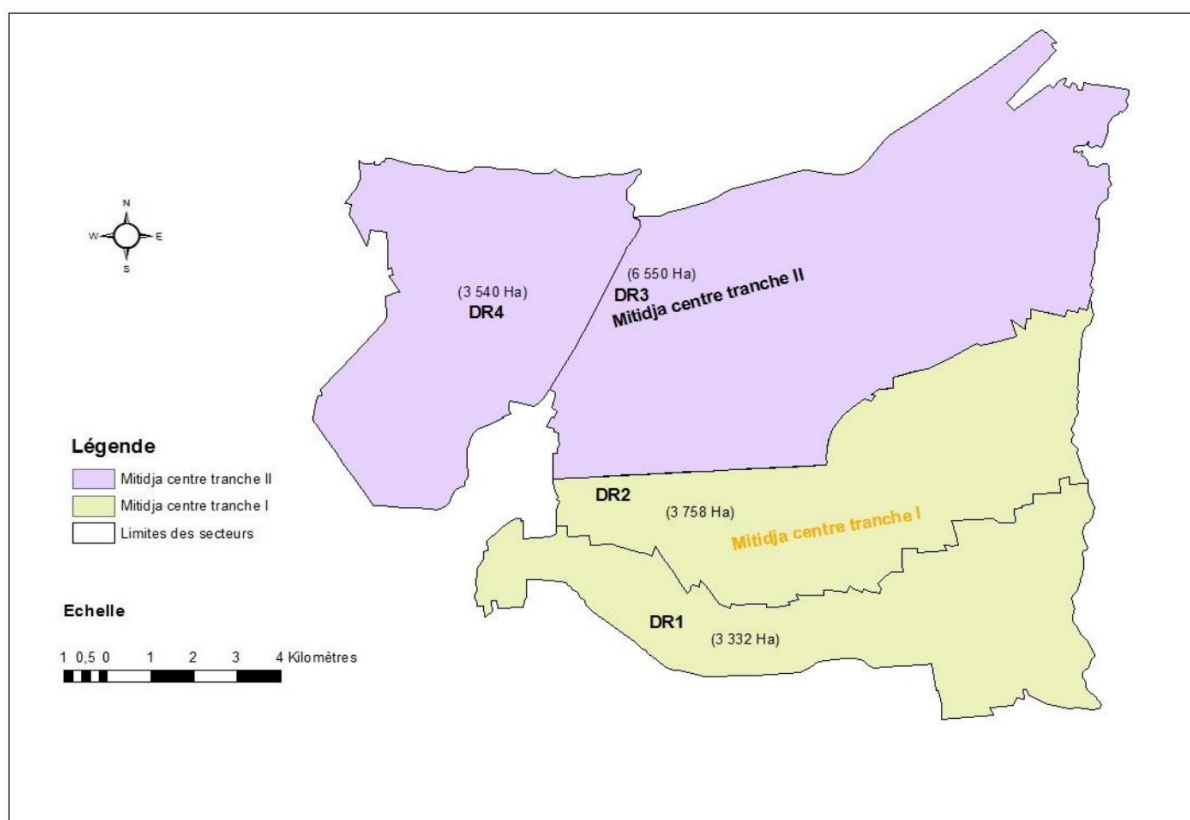 N
W E
S
(3 540 Ha)
DR4
(6 550 Ha)
DR3
Mitidja centre tranche II
DR2
(3 758 Ha)
Mitidja centre tranche I
DR1
(3 332 Ha)
Légende
Mitidja centre tranche II
Mitidja centre tranche I
Limites des secteurs
Echelle
1 0,5 0 1 2 3 4 Kilomètres